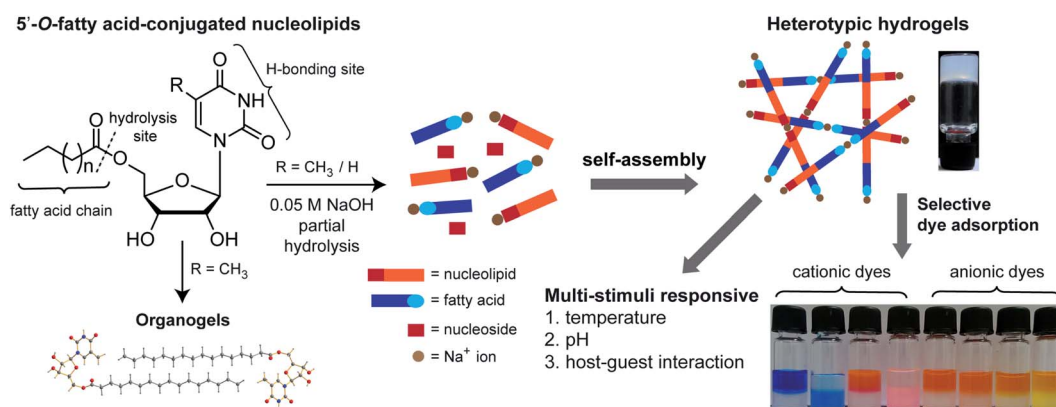 5'-O-fatty acid-conjugated nucleolipids
R
O
NH
H-bonding site
N
O
O
hydrolysis
site
n
O
O
fatty acid chain
HO
OH
R = CH₃ / H
0.05 M NaOH
partial
hydrolysis
R = CH₃
Organogels
= nucleolipid
= fatty acid
= nucleoside
= Na⁺ ion
self-assembly
Heterotypic hydrogels
Selective
dye adsorption
Multi-stimuli responsive
1. temperature
2. pH
3. host-guest interaction
cationic dyes
anionic dyes